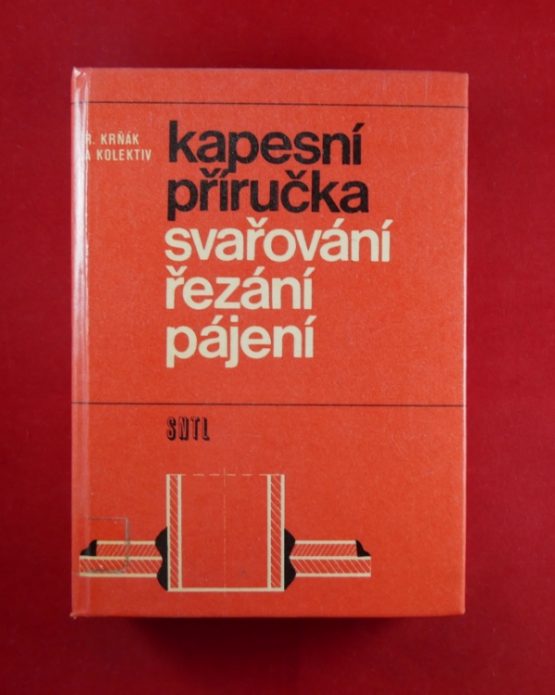 R. KRŇÁK
A KOLEKTIV
kapesní
příručka
svařování
řezání
pájení
SNTL